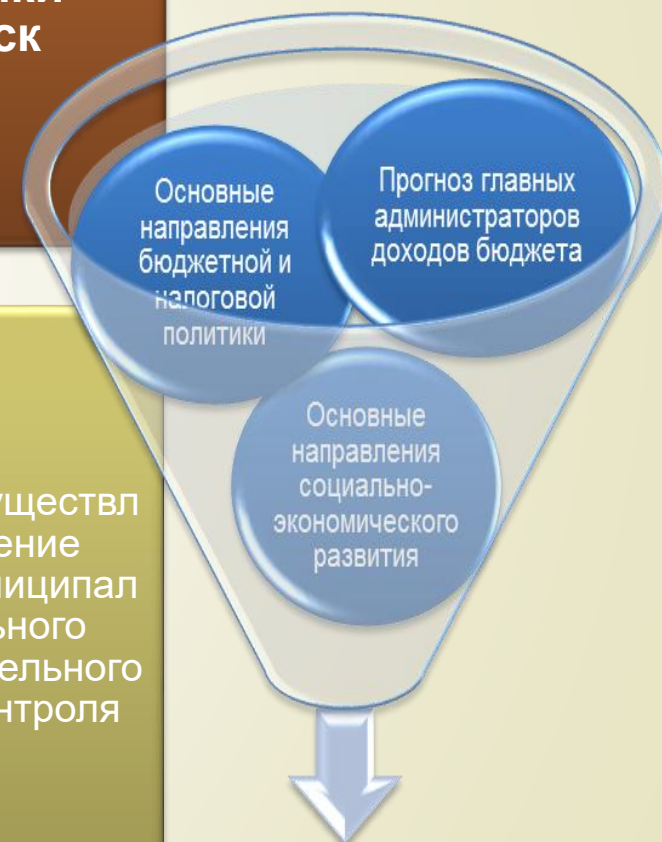 ск
Основные
направления
бюджетной и
налоговой
политики
Прогноз главных
администраторов
доходов бюджета
Основные
направления
социально-
экономического
развития
уществл
ение
ниципал
ьного
ельного
нтроля